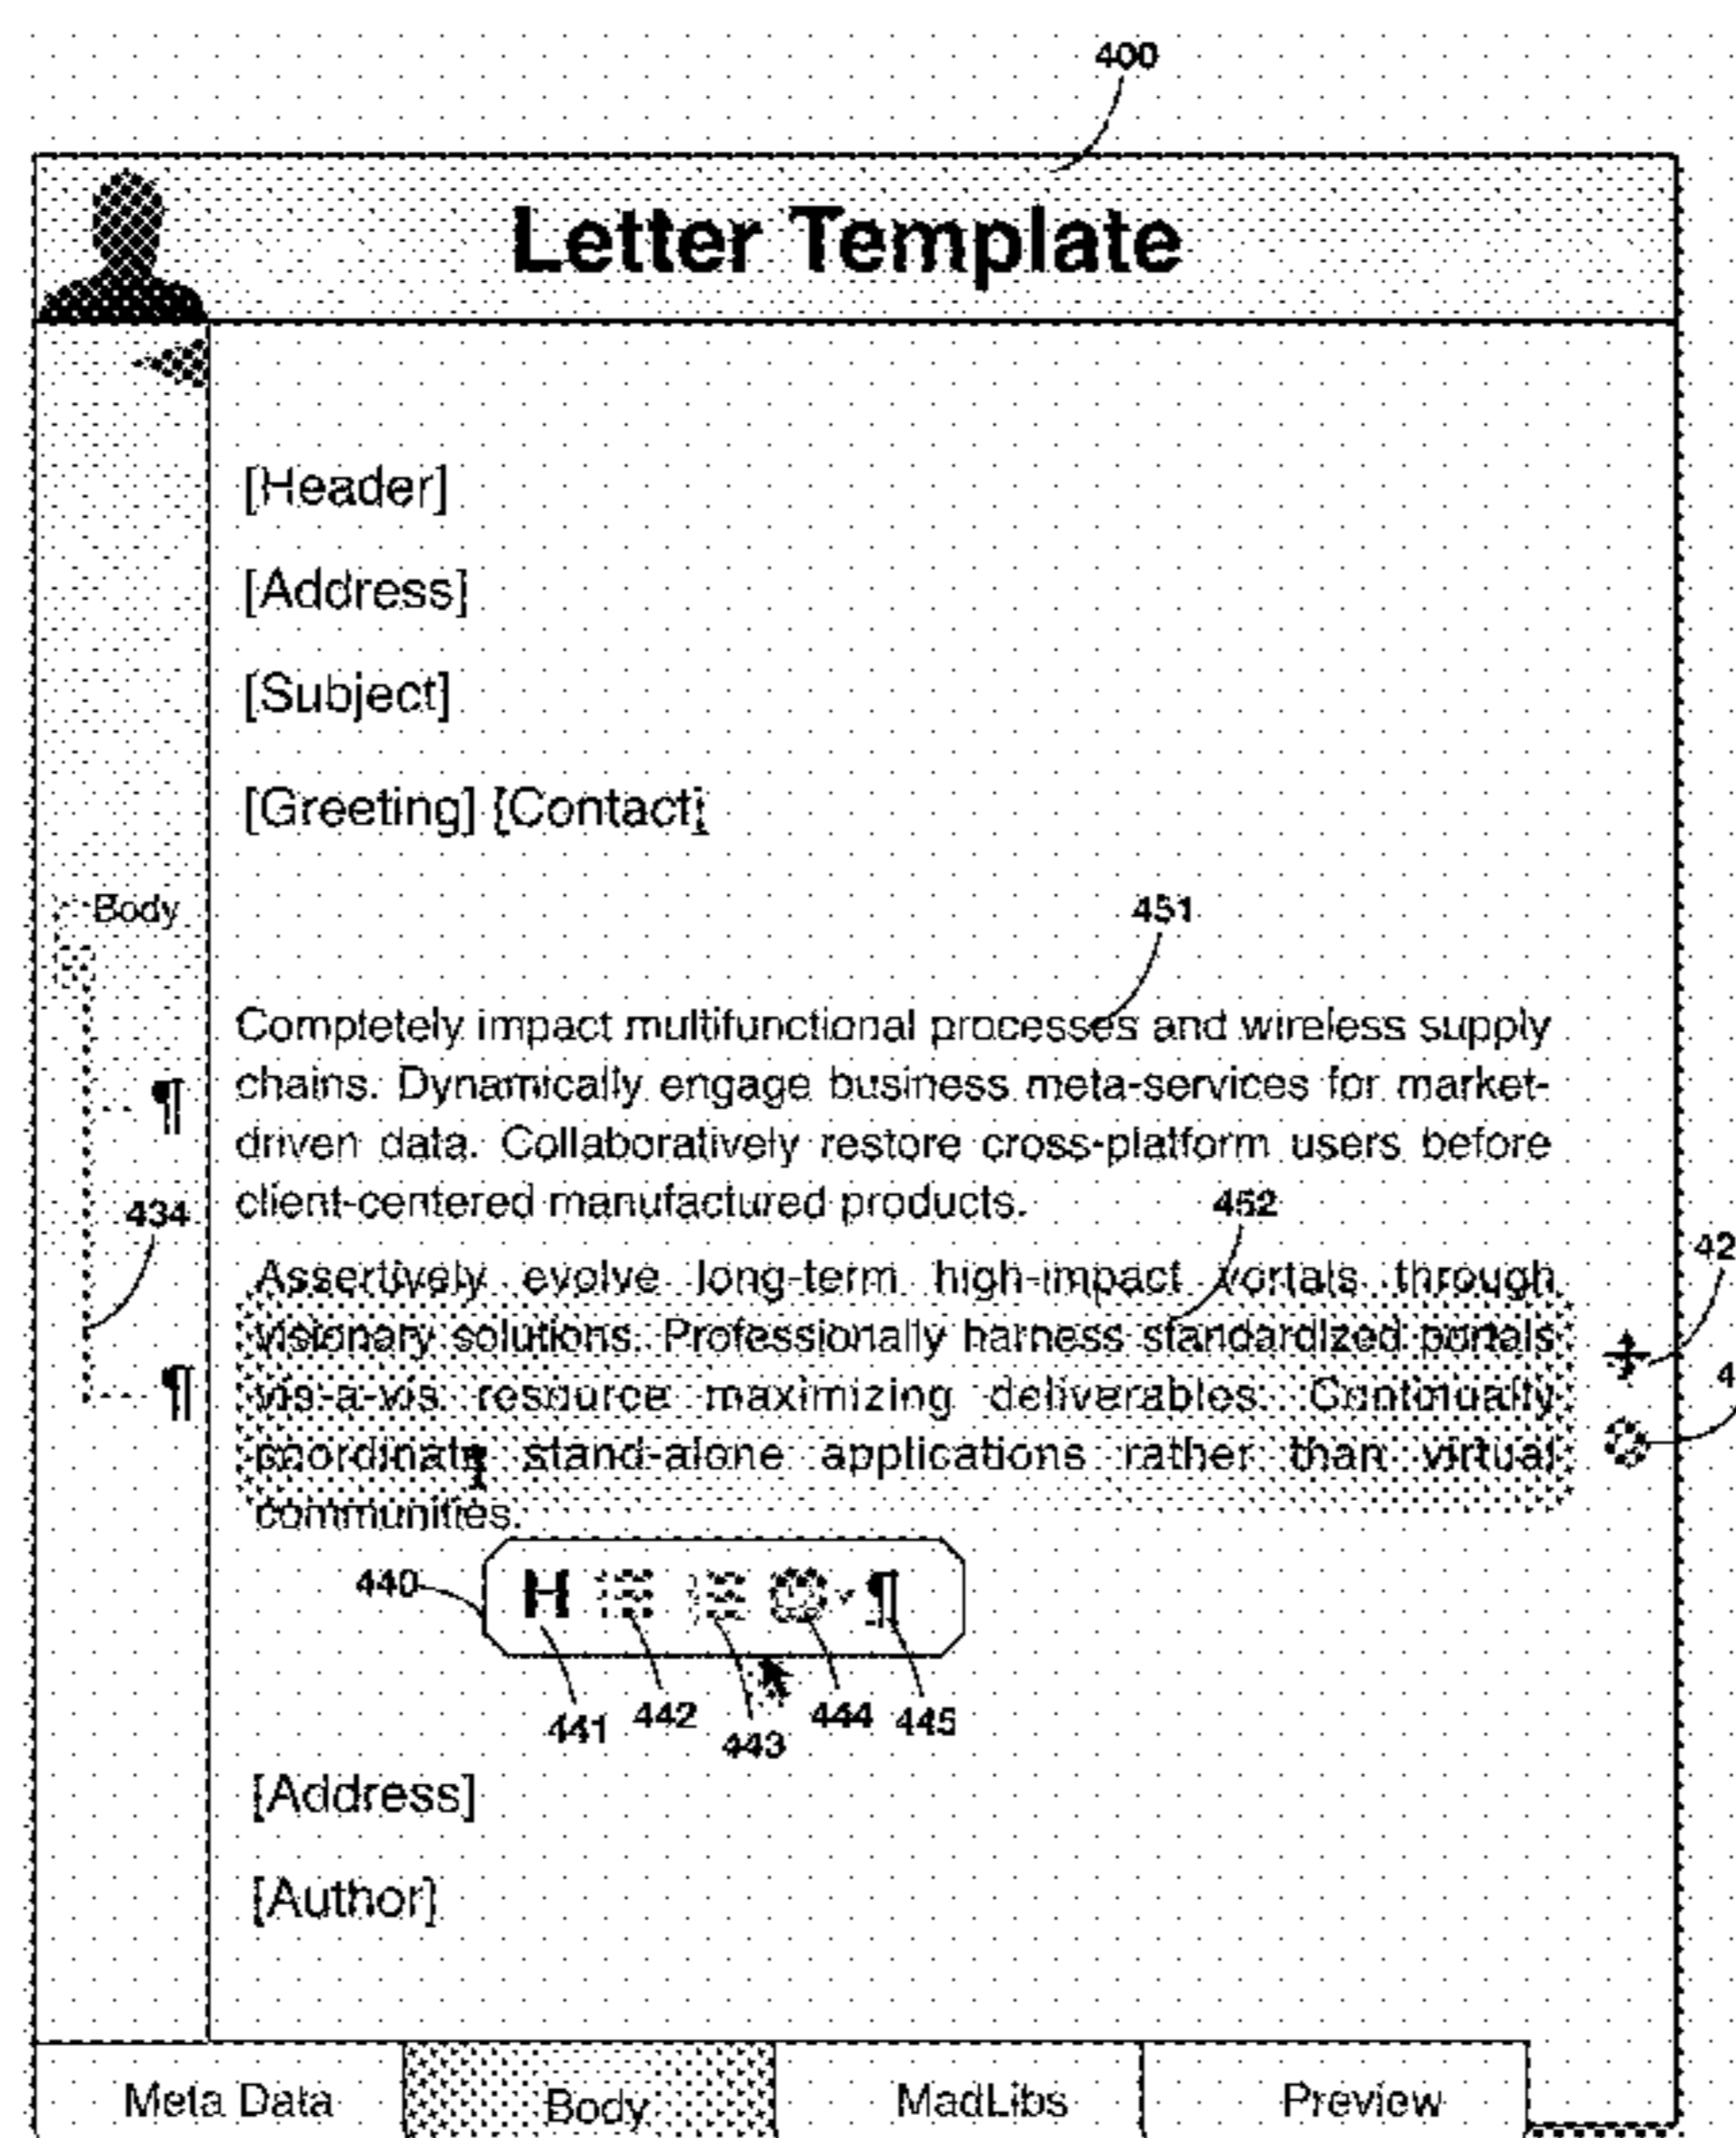 400
Letter Template
[Header]
[Address]
[Subject]
[Greeting] {Contact}
Body
451
Completely impact multifunctional processes and wireless supply
chains. Dynamically engage business meta-services for market-
¶
driven data. Collaboratively restore cross-platform users before
client-centered manufactured products.
434
452
Assertively evolve long-term high-impact vortals through
42
visionary solutions. Professionally harness standardized portals
vis-a-vis resource maximizing deliverables. Continually
¶
4
coordinate stand-alone applications rather than virtual
communities.
440
H ¶
441 442 443 444 445
[Address]
[Author]
Meta Data Body MadLibs Preview